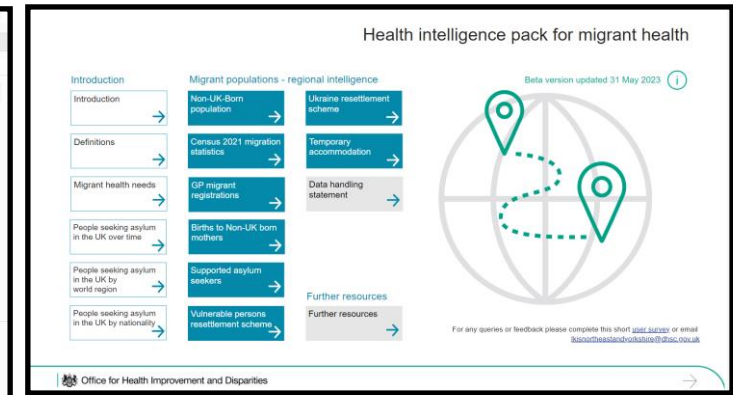 Health intelligence pack for migrant health
Introduction
Introduction
Definitions
Migrant health needs
People seeking asylum
in the UK over time
People seeking asylum
in the UK by
world region
People seeking asylum
in the UK by nationality
Migrant populations - regional intelligence
Non-UK-Born
population
Census 2021 migration
statistics
GP migrant
registrations
Births to Non-UK born
mothers
Supported asylum
seekers
Vulnerable persons
resettlement scheme
Ukraine resettlement
scheme
Temporary
accommodation
Data handling
statement
Further resources
Further resources
Beta version updated 31 May 2023 i
For any queries or feedback please complete this short user survey or email
lkisnortheastandyorkshire@dhsc.gov.uk
Office for Health Improvement and Disparities